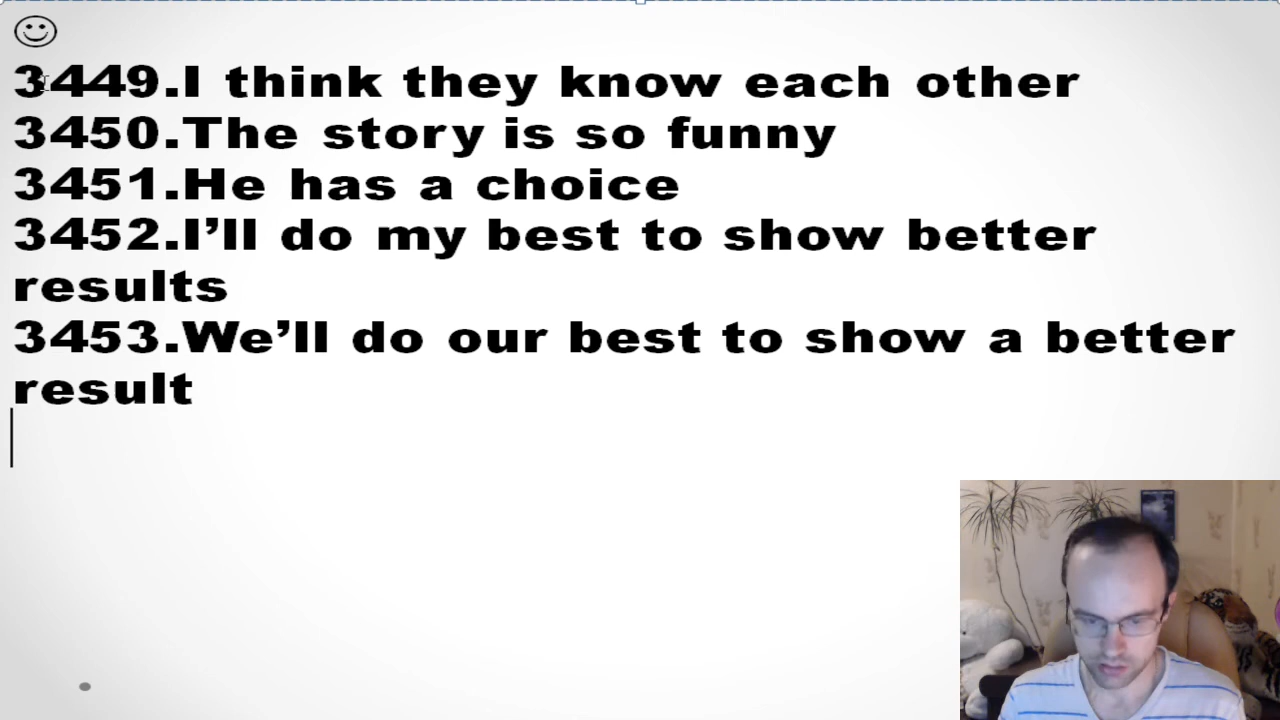 3449.I think they know each other
3450.The story is so funny
3451.He has a choice
3452.I’ll do my best to show better
results
3453.We’ll do our best to show a better
result